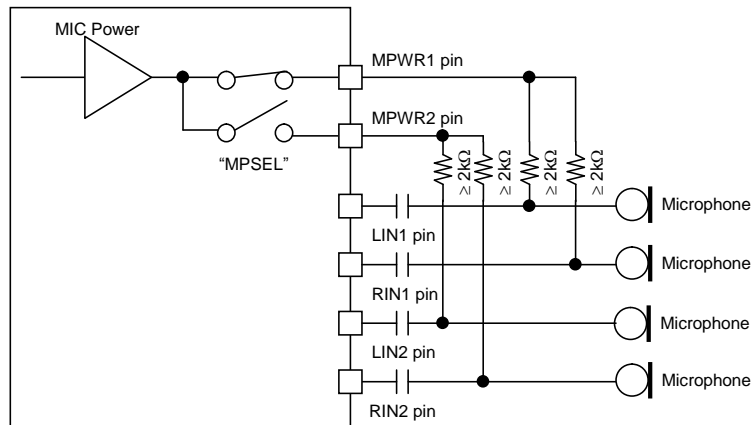 MIC Power
MPWR1 pin
MPWR2 pin
“MPSEL”
≥ 2kΩ
≥ 2kΩ
≥ 2kΩ
≥ 2kΩ
Microphone
LIN1 pin
Microphone
RIN1 pin
Microphone
LIN2 pin
Microphone
RIN2 pin